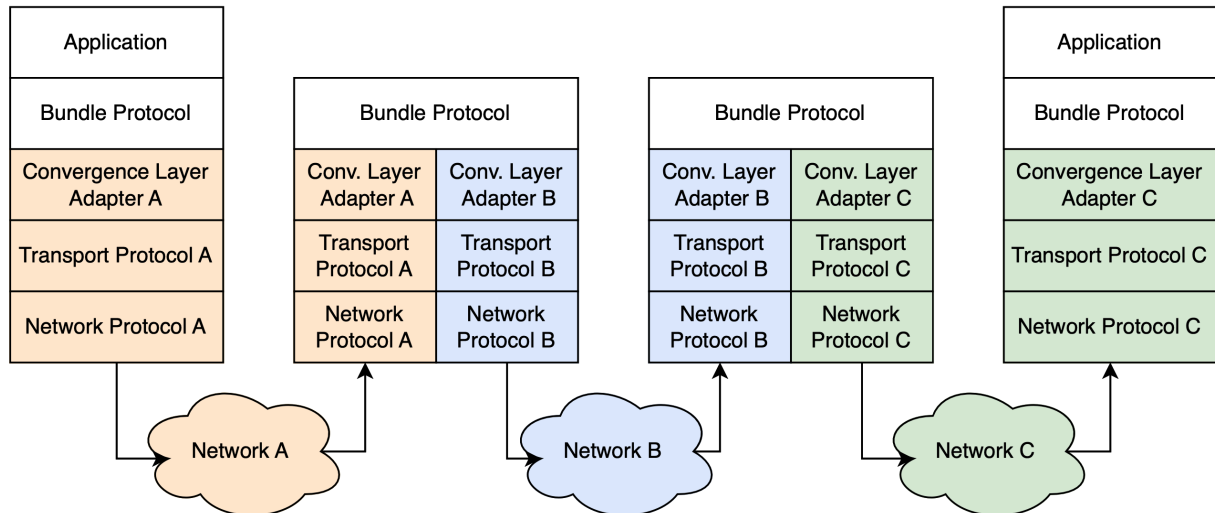 Application
Bundle Protocol
Convergence Layer
Adapter A
Transport Protocol A
Network Protocol A
Bundle Protocol
Conv. Layer
Adapter A
Conv. Layer
Adapter B
Transport
Protocol A
Transport
Protocol B
Network
Protocol A
Network
Protocol B
Bundle Protocol
Conv. Layer
Adapter B
Conv. Layer
Adapter C
Transport
Protocol B
Transport
Protocol C
Network
Protocol B
Network
Protocol C
Application
Bundle Protocol
Convergence Layer
Adapter C
Transport Protocol C
Network Protocol C
Network A
Network B
Network C